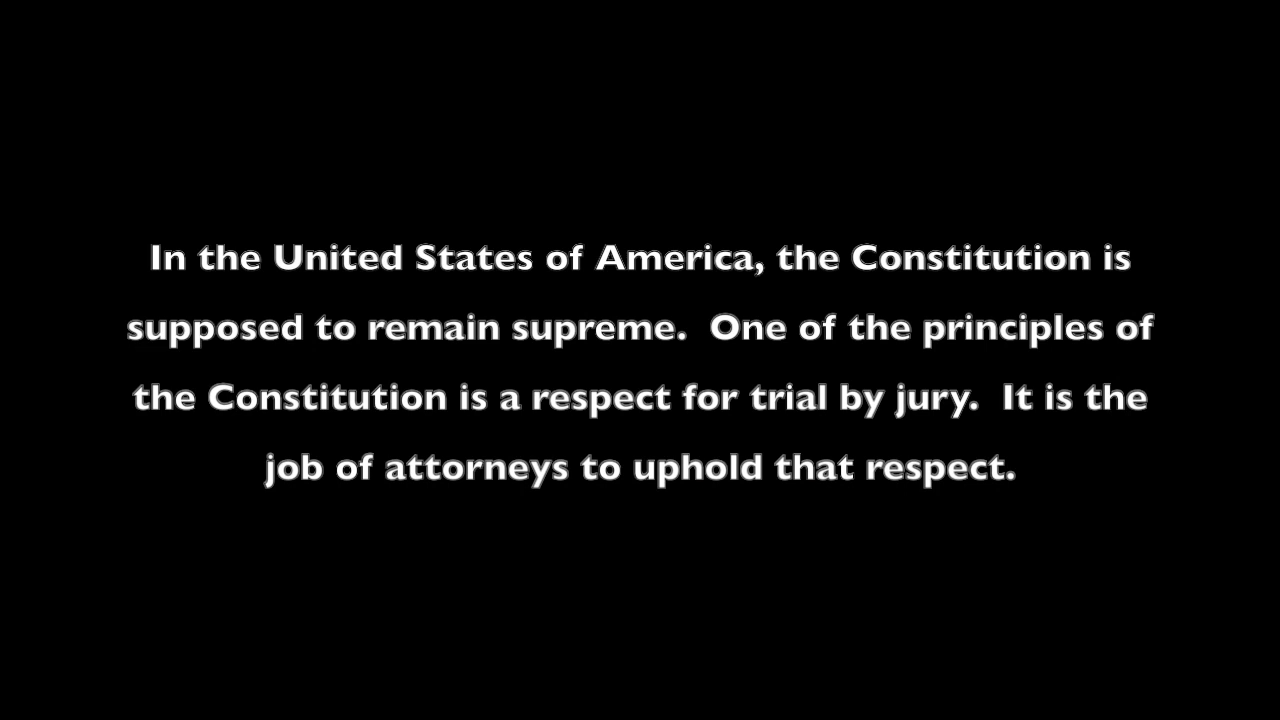 In the United States of America, the Constitution is
supposed to remain supreme.  One of the principles of
the Constitution is a respect for trial by jury.  It is the
job of attorneys to uphold that respect.